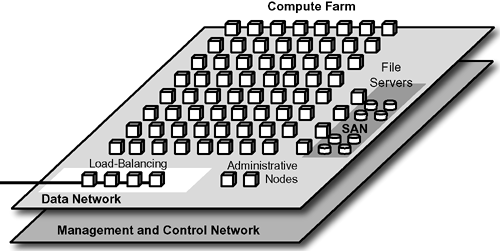 Compute Farm
File
Servers
SAN
Load-Balancing
Administrative
Nodes
Data Network
Management and Control Network